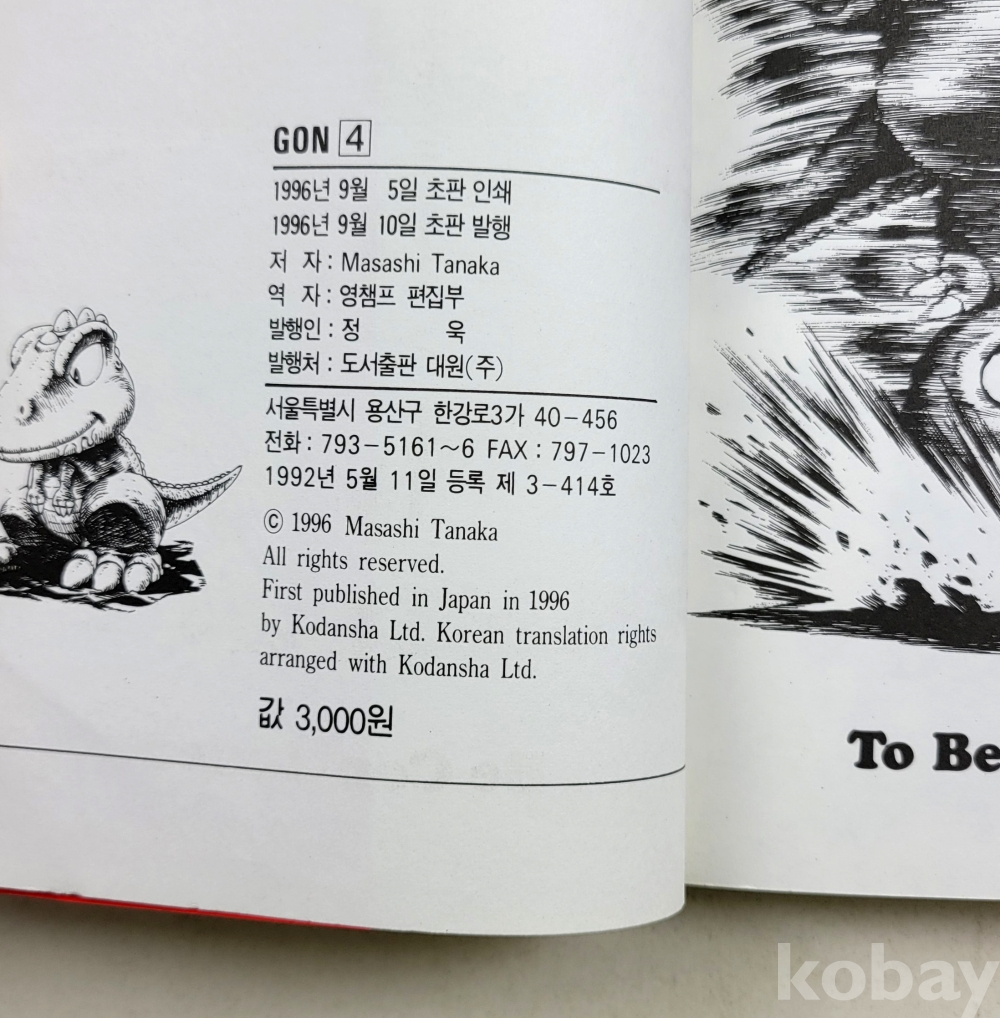 GON 4
1996년 9월 5일 초판 인쇄
1996년 9월 10일 초판 발행
저 자 : Masashi Tanaka
역 자 : 영챔프 편집부
발행인 : 정 욱
발행처 : 도서출판 대원(주)
서울특별시 용산구 한강로3가 40-456
전화 : 793-5161~6 FAX : 797-1023
1992년 5월 11일 등록 제 3-414호
© 1996 Masashi Tanaka
All rights reserved.
First published in Japan in 1996
by Kodansha Ltd. Korean translation rights
arranged with Kodansha Ltd.
값 3,000원
To Be
kobay